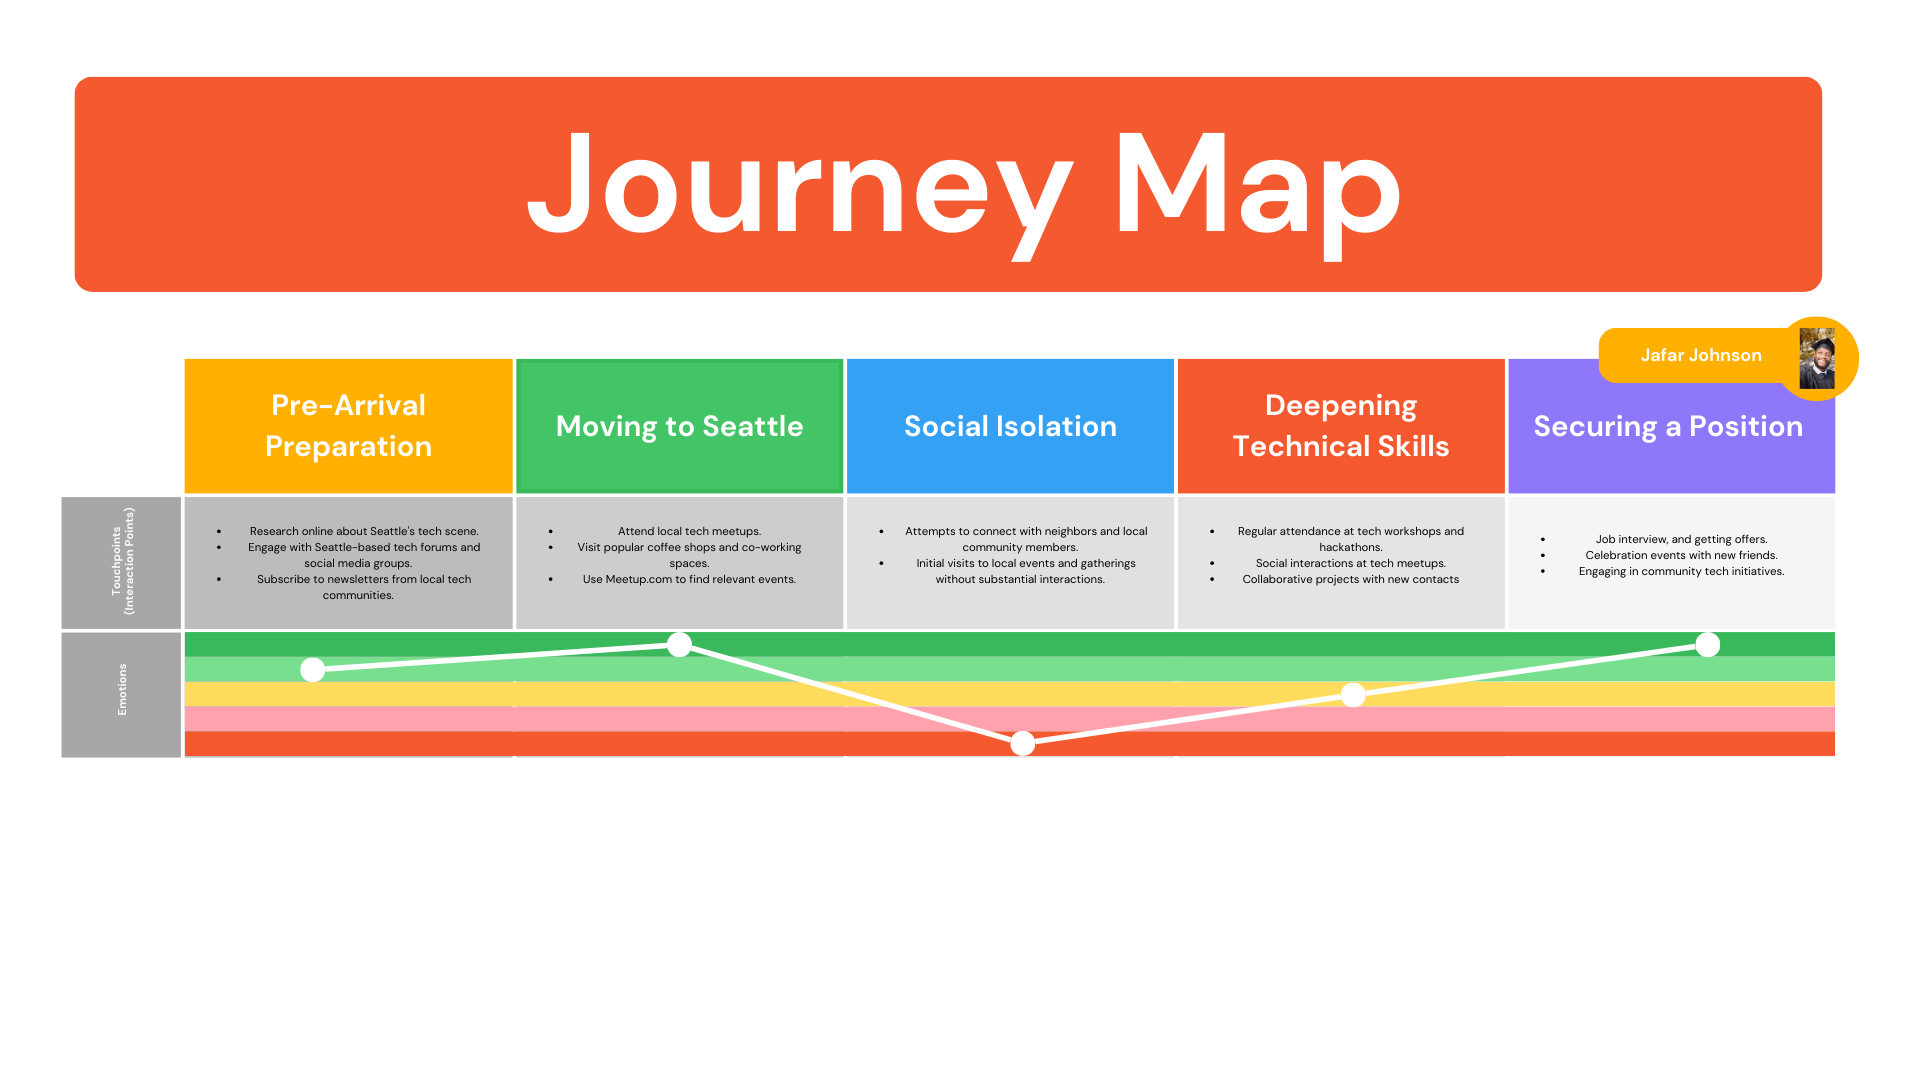 Journey Map
Jafar Johnson
Pre-Arrival
Preparation
Moving to Seattle
Social Isolation
Deepening
Technical Skills
Securing a Position
Touchpoints
(Interaction Points)
• Research online about Seattle's tech scene.
• Engage with Seattle-based tech forums and
social media groups.
• Subscribe to newsletters from local tech
communities.
• Attend local tech meetups.
• Visit popular coffee shops and co-working
spaces.
• Use Meetup.com to find relevant events.
• Attempts to connect with neighbors and local
community members.
• Initial visits to local events and gatherings
without substantial interactions.
• Regular attendance at tech workshops and
hackathons.
• Social interactions at tech meetups.
• Collaborative projects with new contacts
• Job interview, and getting offers.
• Celebration events with new friends.
• Engaging in community tech initiatives.
Emotions